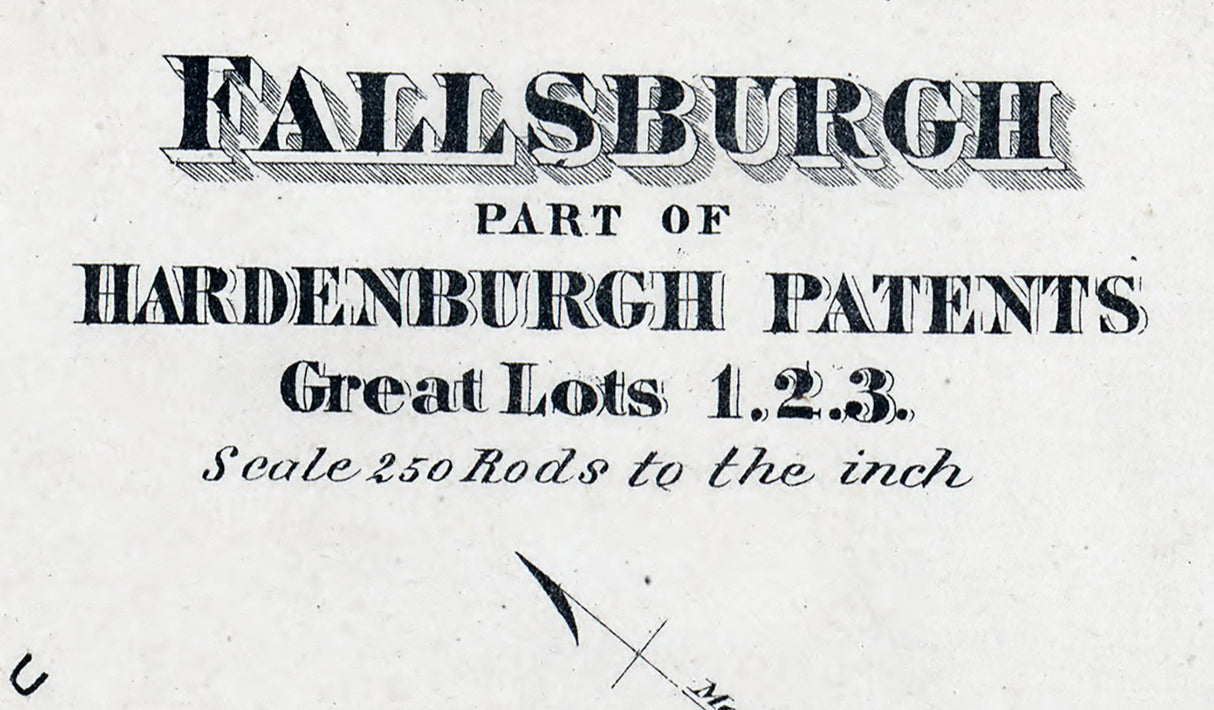 FALLSBURGH
PART OF
HARDENBURGH PATENTS
Great Lots 1.2.3.
Scale 250 Rods to the inch